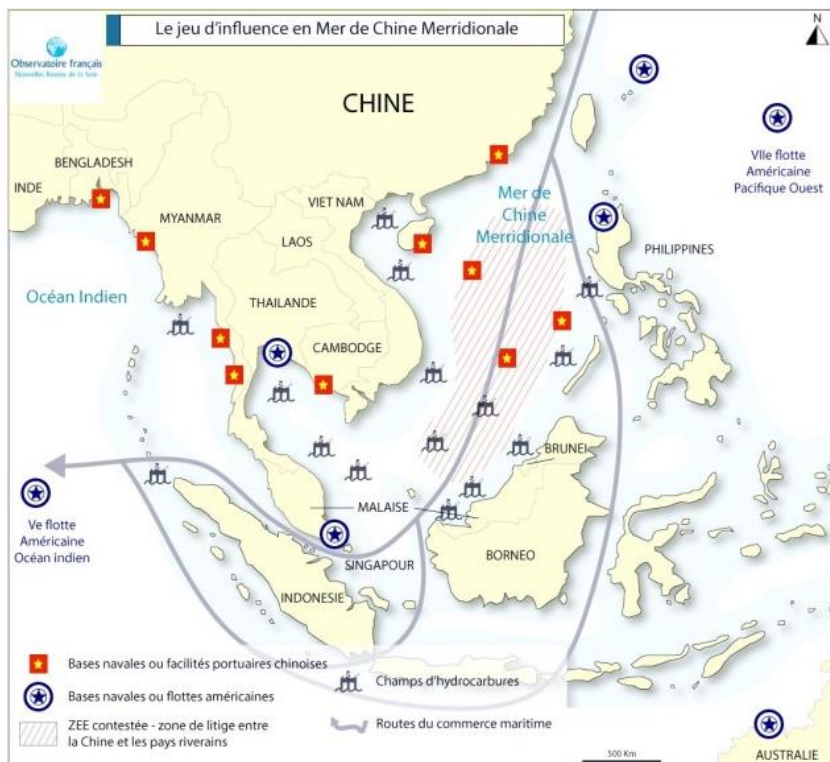 Le jeu d'influence en Mer de Chine Merridionale
N
Observatoire français
Nouvelles Routes de la Soie
CHINE
BENGLADESH
INDE
MYANMAR
VIET NAM
LAOS
Mer de
Chine
Merridionale
VIIe flotte
Américaine
Pacifique Ouest
PHILIPPINES
Océan Indien
THAILANDE
CAMBODGE
BRUNEI
MALAISE
Ve flotte
Américaine
Océan indien
SINGAPOUR
BORNEO
INDONESIE
Bases navales ou facilités portuaires chinoises
Bases navales ou flottes américaines
ZEE contestée - zone de litige entre
la Chine et les pays riverains
Champs d'hydrocarbures
Routes du commerce maritime
500 Km
AUSTRALIE